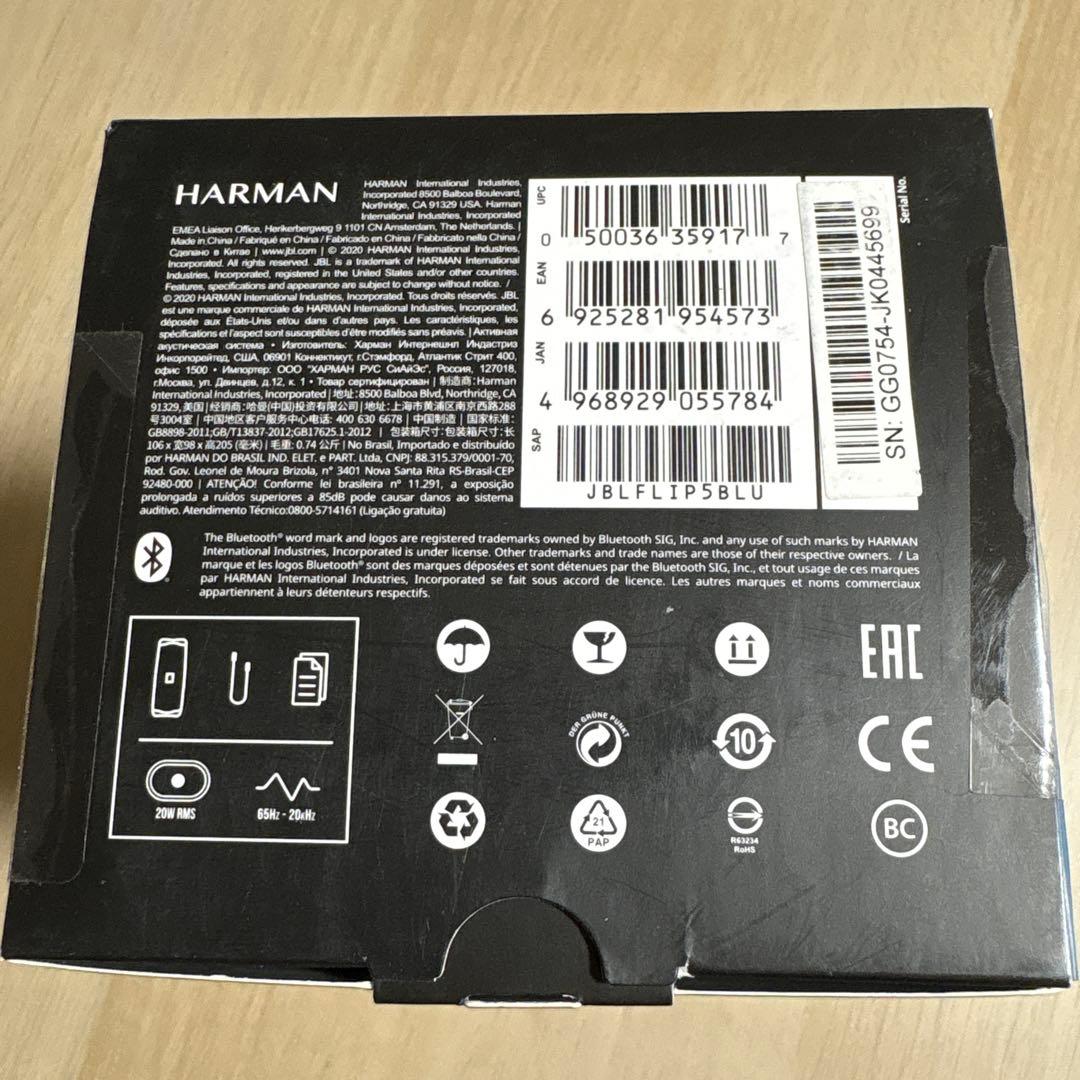 HARMAN
HARMAN International Industries,
Incorporated 8500 Balboa Boulevard,
Northridge, CA 91329 USA. Harman
International Industries, Incorporated
EMEA Liaison Office, Herikerbergweg 9 1101 CN Amsterdam, The Netherlands. |
Made in China / Fabriqué en China / Fabricado en China / Fabbricato nella China /
Сделано в Китае | www.jbl.com | © 2020 HARMAN International Industries,
Incorporated. All rights reserved. JBL is a trademark of HARMAN International
Industries, Incorporated, registered in the United States and/or other countries.
Features, specifications and appearance are subject to change without notice. /
© 2020 HARMAN International Industries, Incorporated. Tous droits réservés. JBL
est une marque commerciale de HARMAN International Industries, Incorporated,
déposée aux États-Unis et/ou dans d'autres pays. Les caractéristiques, les
spécifications et l'aspect sont susceptibles d'être modifiés sans préavis. | Активная
акустическая система • Изготовитель: Харман Интернешнл Индастриз
Инкорпорейтед, США, 06901 Коннектикут, г.Стэмфорд, Атлантик Стрит 400,
офис 1500 • Импортер: ООО "ХАРМАН РУС СиАйЭс", Россия, 127018,
г.Москва, ул. Двинцев, д.12, к. 1 • Товар сертифицирован | 制造商:Harman
International Industries, Incorporated | 地址:8500 Balboa Blvd, Northridge, CA
91329,美国 | 经销商:哈曼(中国)投资有限公司 | 地址:上海市黄浦区南京西路288
号3004室 | 中国地区客户服务中心电话: 400 630 6678 | 中国制造 | 国家标准:
GB8898-2011;GB/T13837-2012;GB17625.1-2012 | 包装箱尺寸:包装箱尺寸:长
106 x 宽98 x 高205 (毫米) | 毛重: 0.74 公斤 | No Brasil, Importado e distribuído
por HARMAN DO BRASIL IND. ELET. e PART. Ltda, CNPJ: 88.315.379/0001-70,
Rod. Gov. Leonel de Moura Brizola, n° 3401 Nova Santa Rita RS-Brasil-CEP
92480-000 | ATENÇÃO! Conforme lei brasileira n° 11.291, a exposição
prolongada a ruídos superiores a 85dB pode causar danos ao sistema
auditivo. Atendimento Técnico:0800-5714161 (Ligação gratuita)
UPC
0 50036 35917 7
EAN
6 925281 954573
JAN
4 968929 055784
SAP
JBLFLIP5BLU
SN: GG0754-JK0445699
Serial No.
The Bluetooth® word mark and logos are registered trademarks owned by Bluetooth SIG, Inc. and any use of such marks by HARMAN
International Industries, Incorporated is under license. Other trademarks and trade names are those of their respective owners. / La
marque et les logos Bluetooth® sont des marques déposées et sont détenues par the Bluetooth SIG, Inc., et tout usage de ces marques
par HARMAN International Industries, Incorporated se fait sous accord de licence. Les autres marques et noms commerciaux
appartiennent à leurs détenteurs respectifs.
20W RMS
65Hz - 20kHz
EAC
DER GRÜNE PUNKT
10
CE
21
PAP
R63234
RoHS
BC